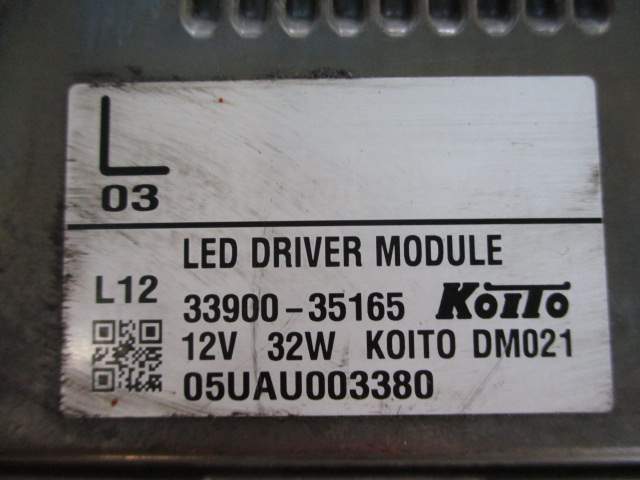 L
03
LED DRIVER MODULE
L12
33900-35165 KOITO
12V 32W KOITO DM021
05UAU003380